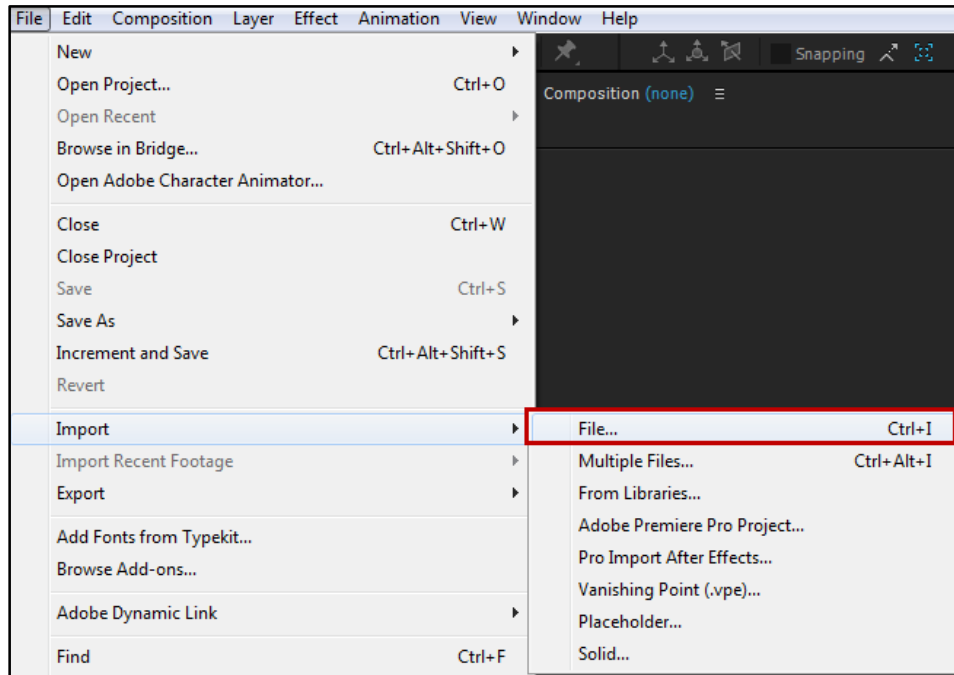 File Edit Composition Layer Effect Animation View Window Help
New
Open Project... Ctrl+O
Open Recent
Browse in Bridge... Ctrl+Alt+Shift+O
Open Adobe Character Animator...
Close Ctrl+W
Close Project
Save Ctrl+S
Save As
Increment and Save Ctrl+Alt+Shift+S
Revert
Import
Import Recent Footage
Export
Add Fonts from Typekit...
Browse Add-ons...
Adobe Dynamic Link
Find Ctrl+F
Snapping
Composition (none)
File... Ctrl+I
Multiple Files... Ctrl+Alt+I
From Libraries...
Adobe Premiere Pro Project...
Pro Import After Effects...
Vanishing Point (.vpe)...
Placeholder...
Solid...